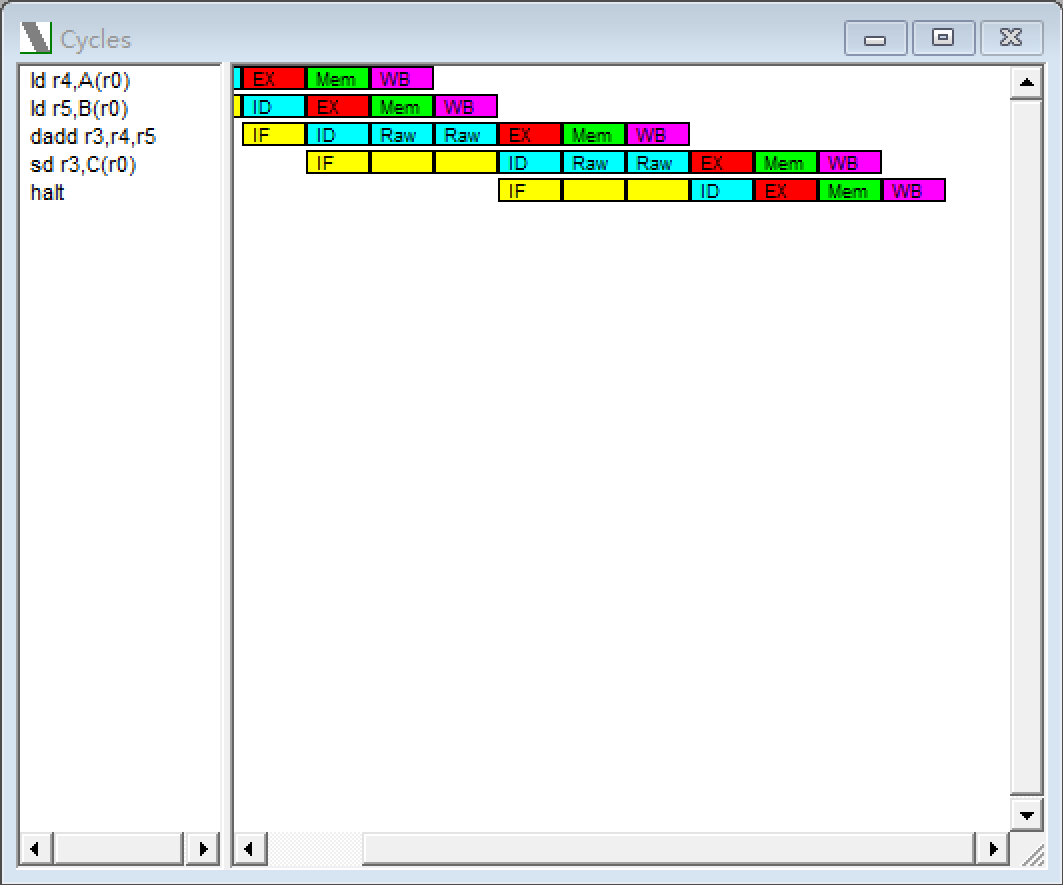 Cycles
ld r4,A(r0) EX Mem WB
ld r5,B(r0) ID EX Mem WB
dadd r3,r4,r5 IF ID Raw Raw EX Mem WB
sd r3,C(r0) IF ID Raw Raw EX Mem WB
halt IF ID EX Mem WB